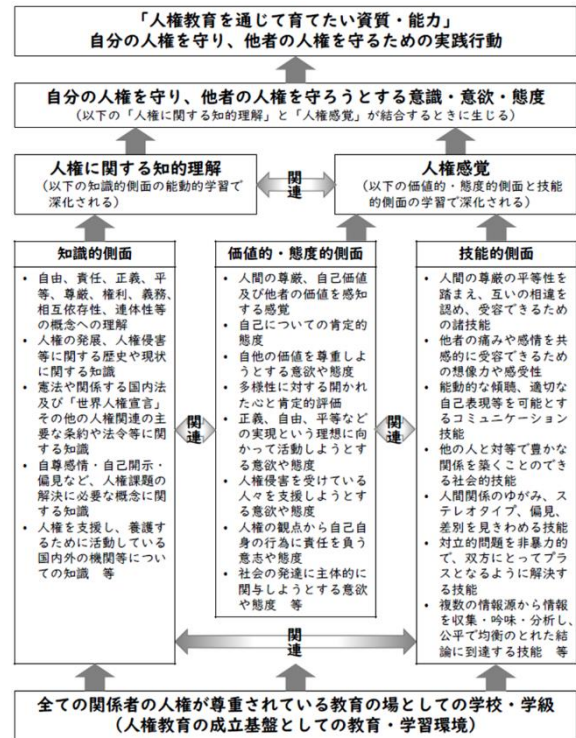 「人権教育を通じて育てたい資質・能力」
自分の人権を守り、他者の人権を守るための実践行動
自分の人権を守り、他者の人権を守ろうとする意識・意欲・態度
(以下の「人権に関する知的理解」と「人権感覚」が結合するときに生じる)
人権に関する知的理解
(以下の知識的側面の能動的学習で
深化される)
関
連
人権感覚
(以下の価値的・態度的側面と技能
的側面の学習で深化される)
知識的側面
• 自由、責任、正義、平
等、尊厳、権利、義務、
相互依存性、連体性等
の概念への理解
• 人権の発展、人権侵害
等に関する歴史や現状
に関する知識
• 憲法や関係する国内法
及び「世界人権宣言」
その他の人権関連の主
要な条約や法令等に関
する知識
• 自尊感情・自己開示・
偏見など、人権課題の
解決に必要な概念に関
する知識
• 人権を支援し、養護す
るために活動している
国内外の機関等につい
ての知識 等
関
連
価値的・態度的側面
• 人間の尊厳、自己価値
及び他者の価値を感知
する感覚
• 自己についての肯定的
態度
• 自他の価値を尊重しよ
うとする意欲や態度
• 多様性に対する開かれ
た心と肯定的評価
• 正義、自由、平等などの
実現という理想に向
かって活動しようとす
る意欲や態度
• 人権侵害を受けている
人々を支援しようとす
る意欲や態度
• 人権の観点から自己自
身の行為に責任を負う
意志や態度
• 社会の発達に主体的に
関与しようとする意欲
や態度 等
関
連
技能的側面
• 人間の尊厳の平等性を
踏まえ、互いの相違を
認め、受容できるため
の諸技能
• 他者の痛みや感情を共
感的に受容できるため
の想像力や感受性
• 能動的な傾聴、適切な
自己表現等を可能とす
るコミュニケーション
技能
• 他の人と対等で豊かな
関係を築くことのでき
る社会的技能
• 人間関係のゆがみ、ス
テレオタイプ、偏見、
差別を見きわめる技能
• 対立的問題を非暴力的
で、双方にとってプラ
スとなるように解決す
る技能
• 複数の情報源から情報
を収集・吟味・分析し、
公平で均衡のとれた結
論に到達する技能 等
関
連
全ての関係者の人権が尊重されている教育の場としての学校・学級
(人権教育の成立基盤としての教育・学習環境)